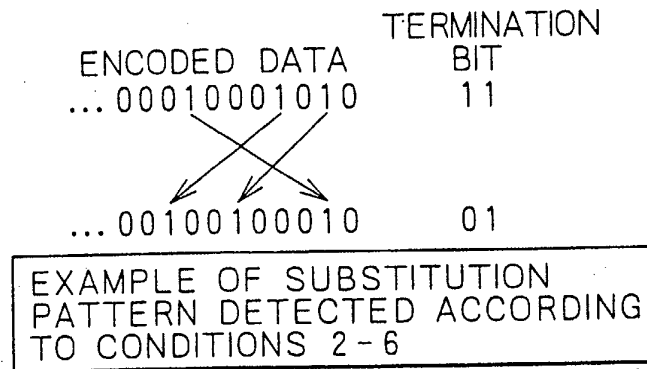 TERMINATION
ENCODED DATA BIT
...00010001010 11
...00100100010 01
EXAMPLE OF SUBSTITUTION
PATTERN DETECTED ACCORDING
TO CONDITIONS 2-6